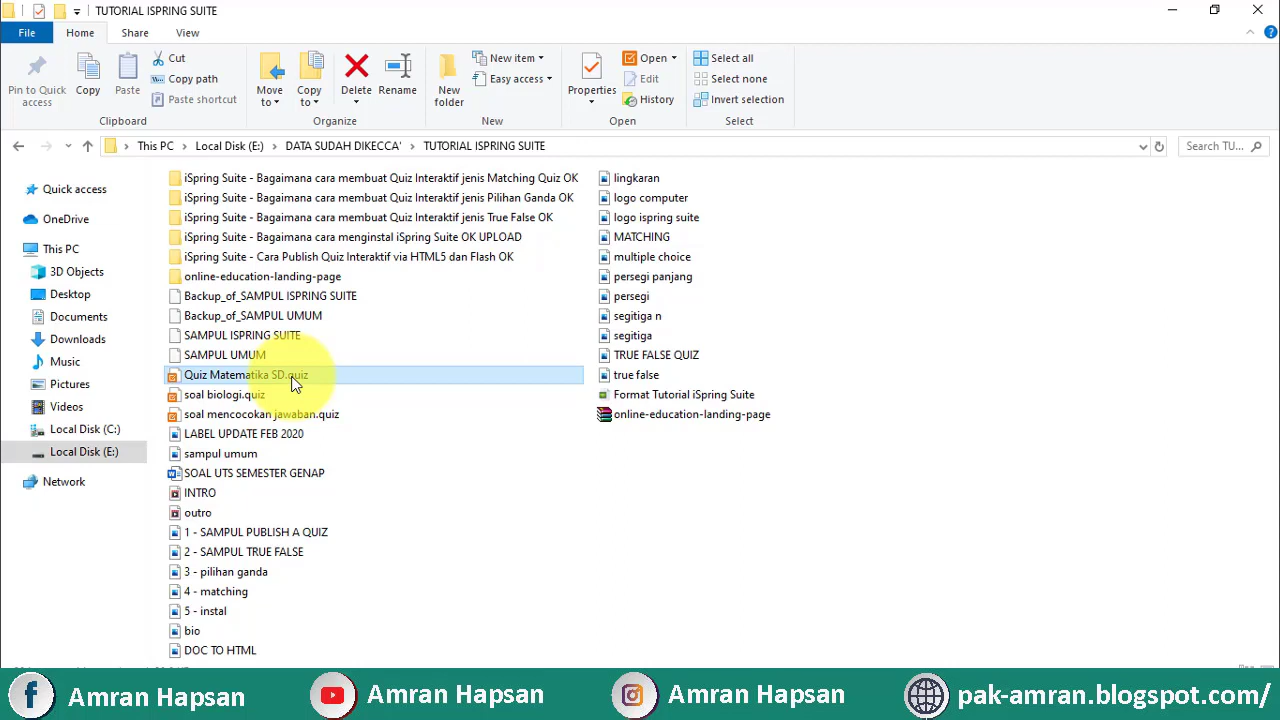 TUTORIAL ISPRING SUITE
File
Home
Share
View
Pin to Quick access
Copy
Paste
Cut
Copy path
Paste shortcut
Clipboard
Move to
Copy to
Delete
Rename
Organize
New folder
New item
Easy access
New
Properties
Open
Edit
History
Open
Select all
Select none
Invert selection
Select
This PC > Local Disk (E:) > DATA SUDAH DIKECCA' > TUTORIAL ISPRING SUITE
Search TU...
Quick access
OneDrive
This PC
3D Objects
Desktop
Documents
Downloads
Music
Pictures
Videos
Local Disk (C:)
Local Disk (E:)
Network
iSpring Suite - Bagaimana cara membuat Quiz Interaktif jenis Matching Quiz OK
iSpring Suite - Bagaimana cara membuat Quiz Interaktif jenis Pilihan Ganda OK
iSpring Suite - Bagaimana cara membuat Quiz Interaktif jenis True False OK
iSpring Suite - Bagaimana cara menginstal iSpring Suite OK UPLOAD
iSpring Suite - Cara Publish Quiz Interaktif via HTML5 dan Flash OK
online-education-landing-page
Backup_of_SAMPUL ISPRING SUITE
Backup_of_SAMPUL UMUM
SAMPUL ISPRING SUITE
SAMPUL UMUM
Quiz Matematika SD.quiz
soal biologi.quiz
soal mencocokan jawaban.quiz
LABEL UPDATE FEB 2020
sampul umum
SOAL UTS SEMESTER GENAP
INTRO
outro
1 - SAMPUL PUBLISH A QUIZ
2 - SAMPUL TRUE FALSE
3 - pilihan ganda
4 - matching
5 - instal
bio
DOC TO HTML
lingkaran
logo computer
logo ispring suite
MATCHING
multiple choice
persegi panjang
persegi
segitiga n
segitiga
TRUE FALSE QUIZ
true false
Format Tutorial iSpring Suite
online-education-landing-page
Amran Hapsan
Amran Hapsan
Amran Hapsan
pak-amran.blogspot.com/